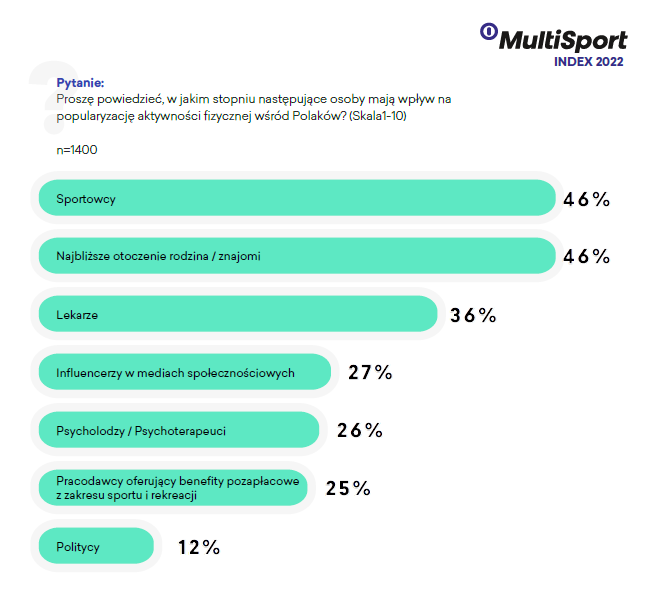 MultiSport
INDEX 2022
Pytanie:
Proszę powiedzieć, w jakim stopniu następujące osoby mają wpływ na
popularyzację aktywności fizycznej wśród Polaków? (Skala1-10)
n=1400
Sportowcy 46%
Najbliższe otoczenie rodzina / znajomi 46%
Lekarze 36%
Influencerzy w mediach społecznościowych 27%
Psycholodzy / Psychoterapeuci 26%
Pracodawcy oferujący benefity pozapłacowe
z zakresu sportu i rekreacji 25%
Politycy 12%